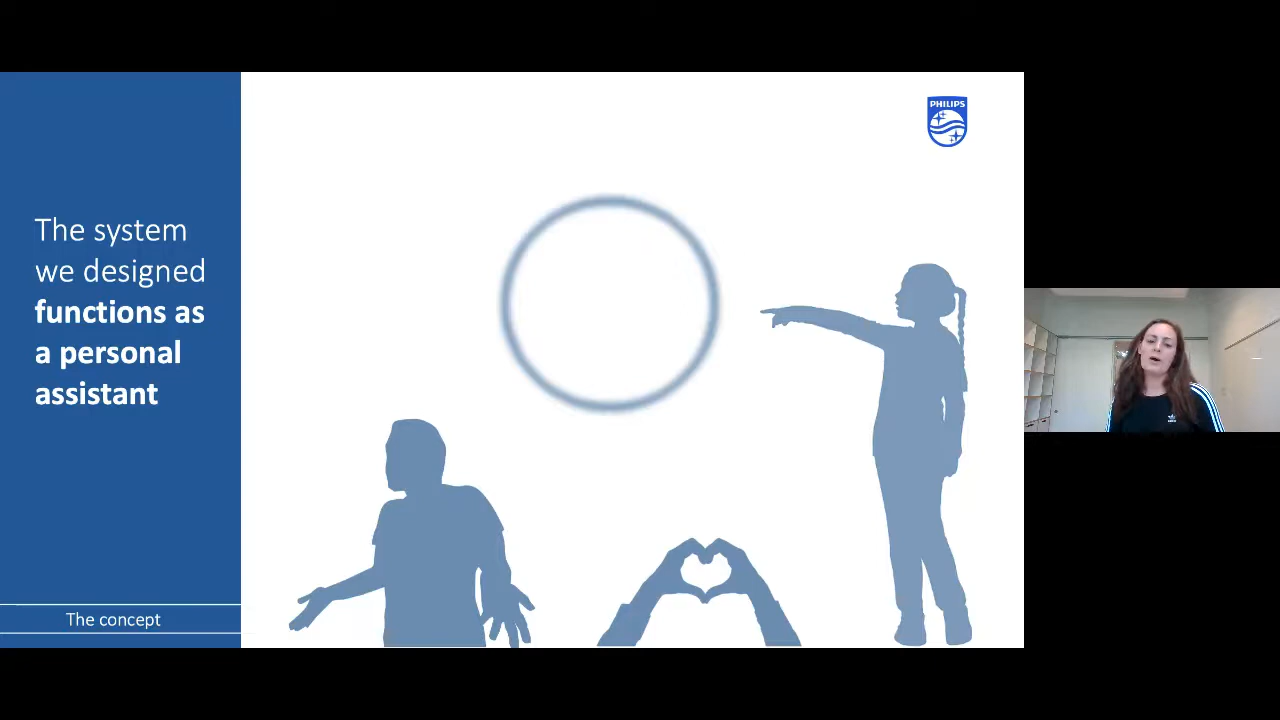 PHILIPS
The system
we designed
functions as
a personal
assistant
The concept